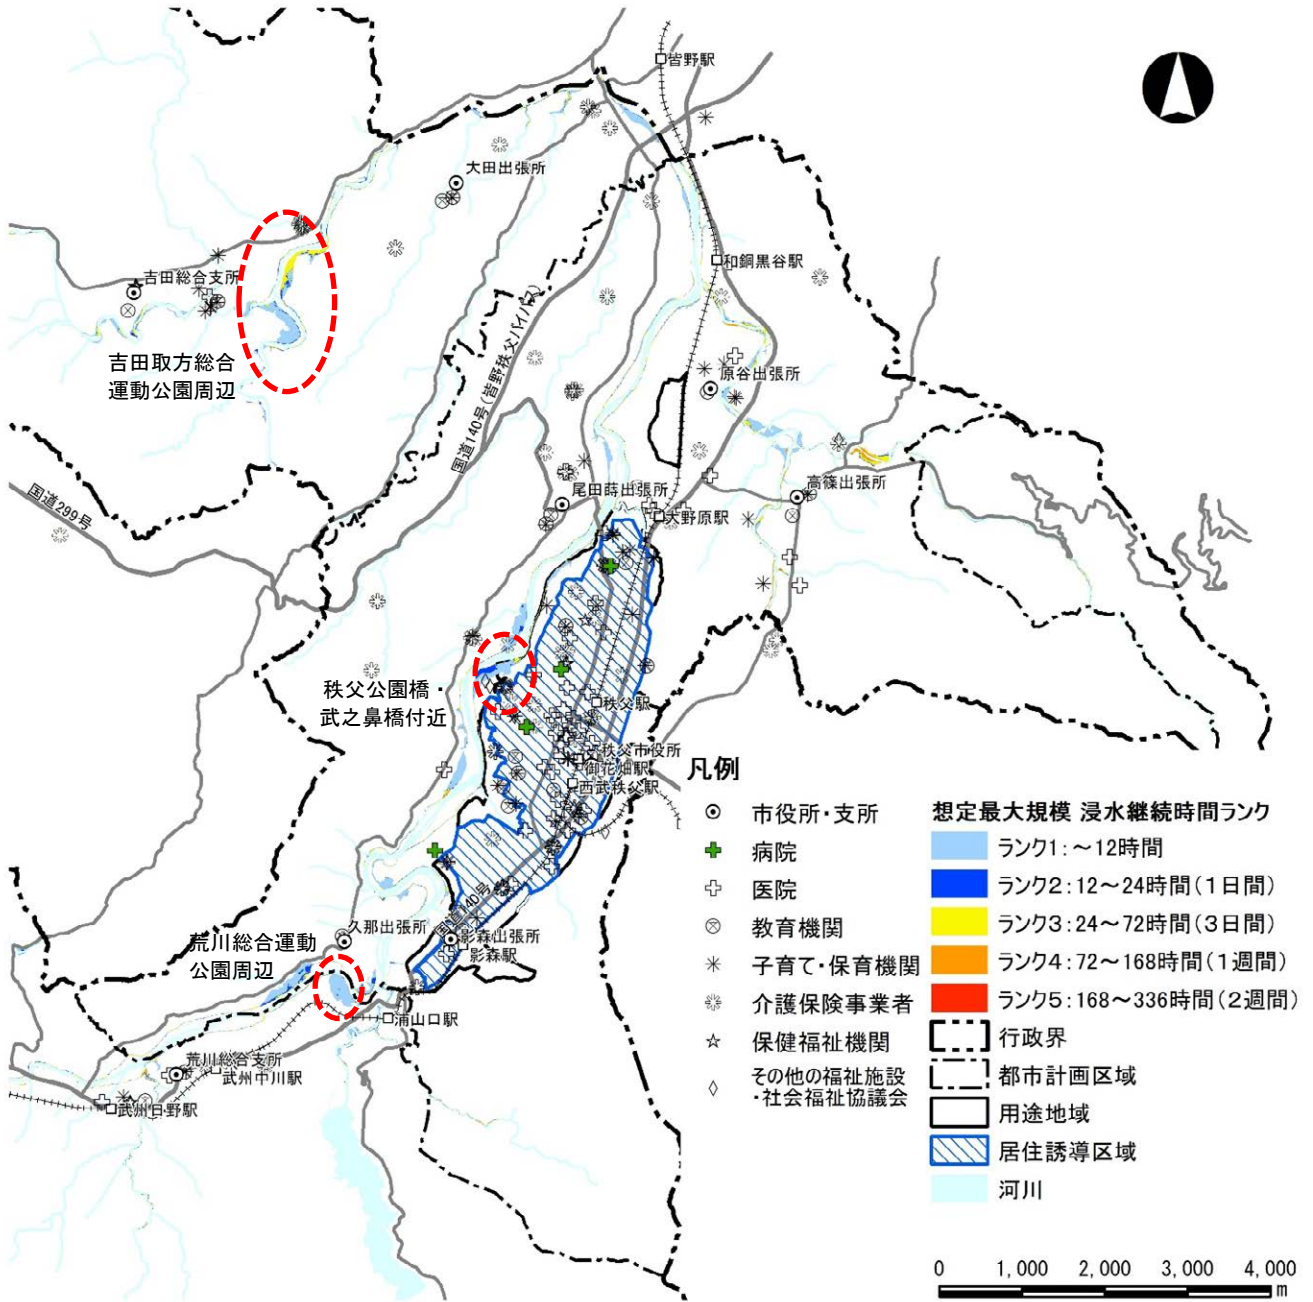 皆野駅
大田出張所
和銅黒谷駅
吉田総合支所
国道140号(皆野秩父バイパス)
吉田取方総合
運動公園周辺
原谷出張所
国道299号
尾田蒔出張所
高篠出張所
大野原駅
秩父公園橋・
武之鼻橋付近
秩父駅
秩父市役所
御花畑駅
西武秩父駅
国道140号
久那出張所
影森出張所
影森駅
荒川総合運動
公園周辺
浦山口駅
荒川総合支所
武州中川駅
武州日野駅
凡例
市役所・支所
病院
医院
教育機関
子育て・保育機関
介護保険事業者
保健福祉機関
その他の福祉施設
・社会福祉協議会
想定最大規模 浸水継続時間ランク
ランク1:~12時間
ランク2:12~24時間(1日間)
ランク3:24~72時間(3日間)
ランク4:72~168時間(1週間)
ランク5:168~336時間(2週間)
行政界
都市計画区域
用途地域
居住誘導区域
河川
0 1,000 2,000 3,000 4,000
m